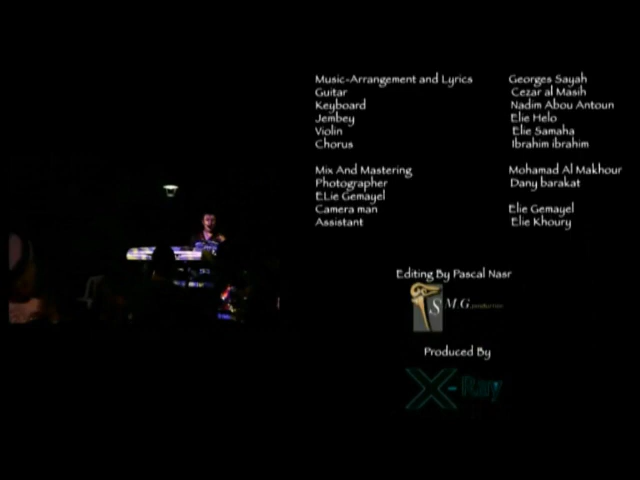 Music-Arrangement and Lyrics Georges Sayah
Guitar Cezar al Masih
Keyboard Nadim Abou Antoun
Jembey Elie Helo
Violin Elie Samaha
Chorus Ibrahim ibrahim
Mix And Mastering Mohamad Al Makhour
Photographer Dany barakat
ELie Gemayel
Camera man Elie Gemayel
Assistant Elie Khoury
Editing By Pascal Nasr
S M.G production
Produced By
X-Ray